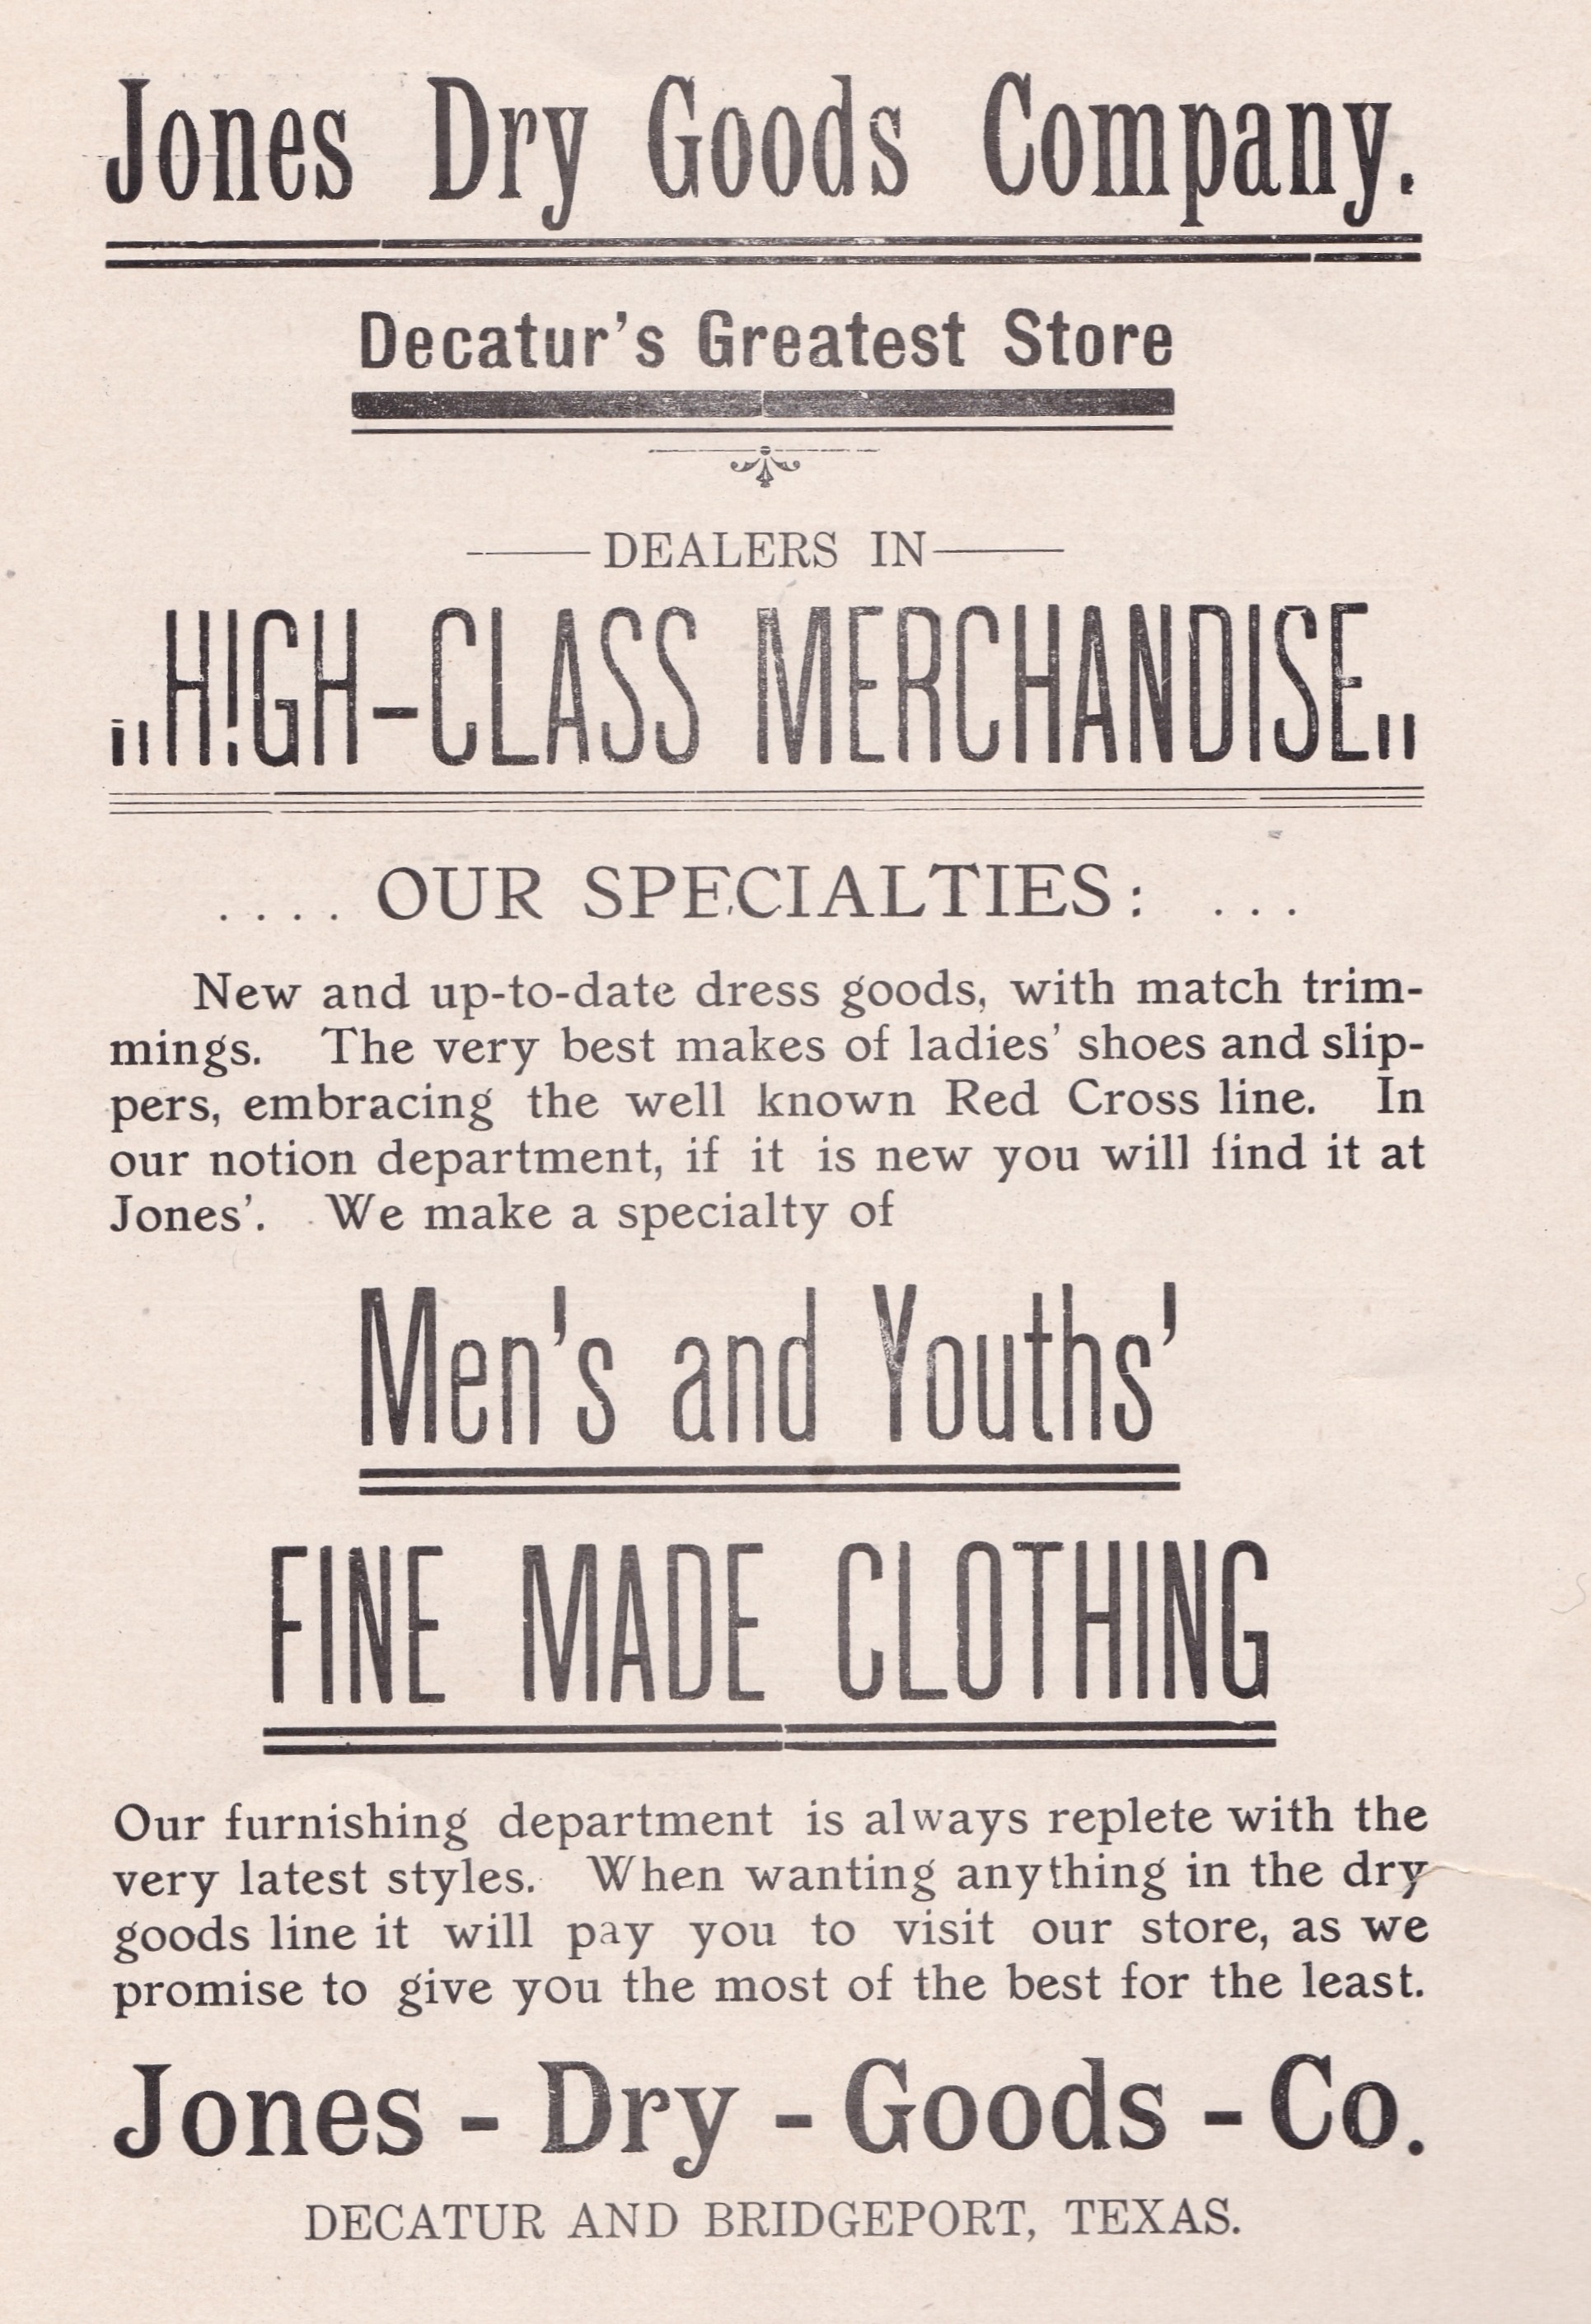 Jones Dry Goods Company.
Decatur's Greatest Store
DEALERS IN
„H!GH-CLASS MERCHANDISE„
.... OUR SPECIALTIES: ...
New and up-to-date dress goods, with match trim-
mings. The very best makes of ladies' shoes and slip-
pers, embracing the well known Red Cross line. In
our notion department, if it is new you will find it at
Jones'. We make a specialty of
Men's and Youths'
FINE MADE CLOTHING
Our furnishing department is always replete with the
very latest styles. When wanting anything in the dry
goods line it will pay you to visit our store, as we
promise to give you the most of the best for the least.
Jones - Dry - Goods - Co.
DECATUR AND BRIDGEPORT, TEXAS.